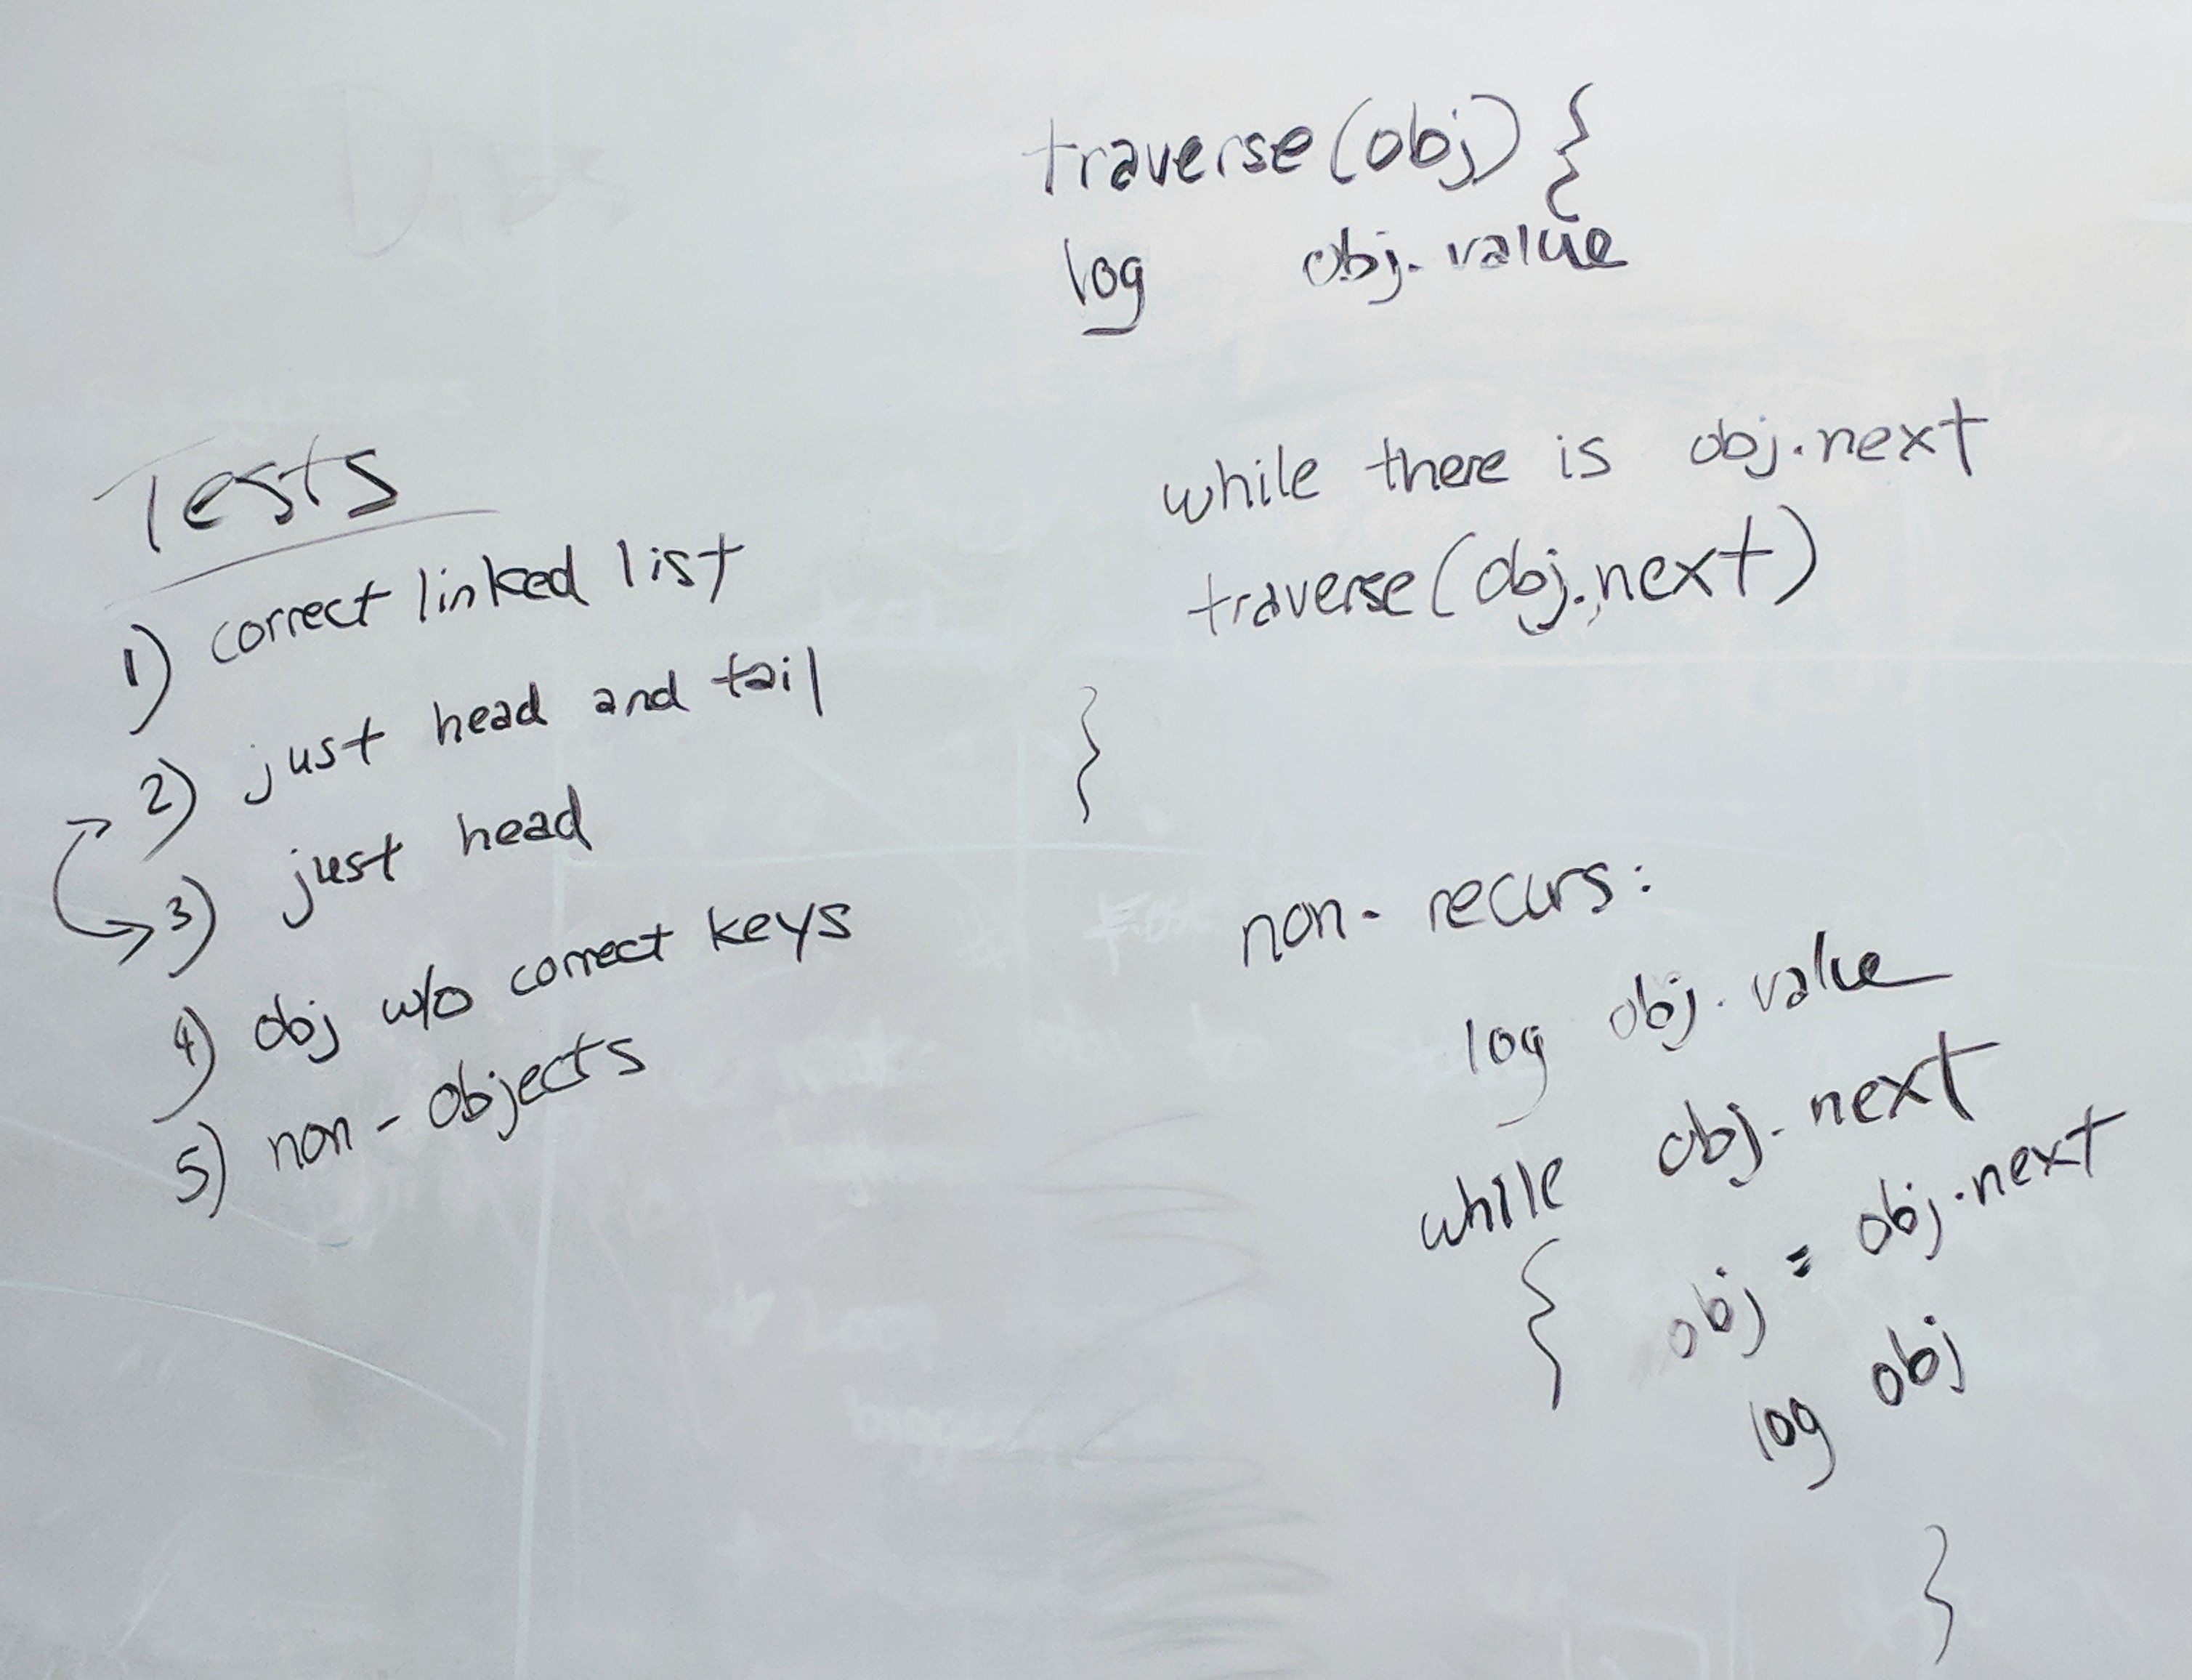 traverse(obj) {
log obj.value
while there is obj.next
traverse(obj.next)
}
Tests
1) correct linked list
2) just head and tail
3) just head
4) obj w/o correct keys
5) non-objects
non-recurs:
log obj.value
while obj.next
{ obj = obj.next
log obj
}